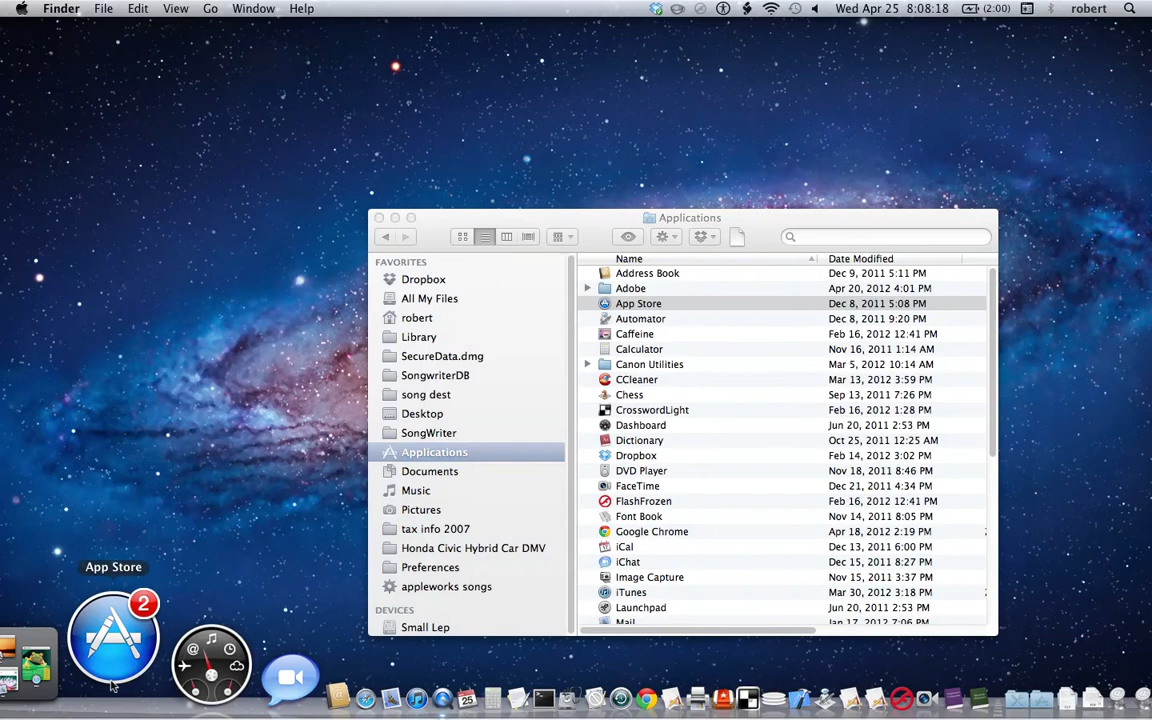 Finder File Edit View Go Window Help Wed Apr 25 8:08:18 (2:00) robert
Applications
FAVORITES
Dropbox
All My Files
robert
Library
SecureData.dmg
SongwriterDB
song dest
Desktop
SongWriter
Applications
Documents
Music
Pictures
tax info 2007
Honda Civic Hybrid Car DMV
Preferences
appleworks songs
DEVICES
Small Lep
Name Date Modified
Address Book Dec 9, 2011 5:11 PM
Adobe Apr 20, 2012 4:01 PM
App Store Dec 8, 2011 5:08 PM
Automator Dec 8, 2011 9:20 PM
Caffeine Feb 16, 2012 12:41 PM
Calculator Nov 16, 2011 1:14 AM
Canon Utilities Mar 5, 2012 10:14 AM
CCleaner Mar 13, 2012 3:59 PM
Chess Sep 13, 2011 7:26 PM
CrosswordLight Feb 16, 2012 1:28 PM
Dashboard Jun 20, 2011 2:53 PM
Dictionary Oct 25, 2011 12:25 AM
Dropbox Feb 14, 2012 3:02 PM
DVD Player Nov 18, 2011 8:46 PM
FaceTime Dec 21, 2011 4:34 PM
FlashFrozen Feb 16, 2012 12:41 PM
Font Book Nov 14, 2011 8:05 PM
Google Chrome Apr 18, 2012 2:19 PM
iCal Dec 13, 2011 6:00 PM
iChat Dec 15, 2011 8:27 PM
Image Capture Nov 15, 2011 3:37 PM
iTunes Mar 30, 2012 3:18 PM
Launchpad Jun 20, 2011 2:53 PM
Mail Jan 17, 2012 7:06 PM
App Store
2
@
25